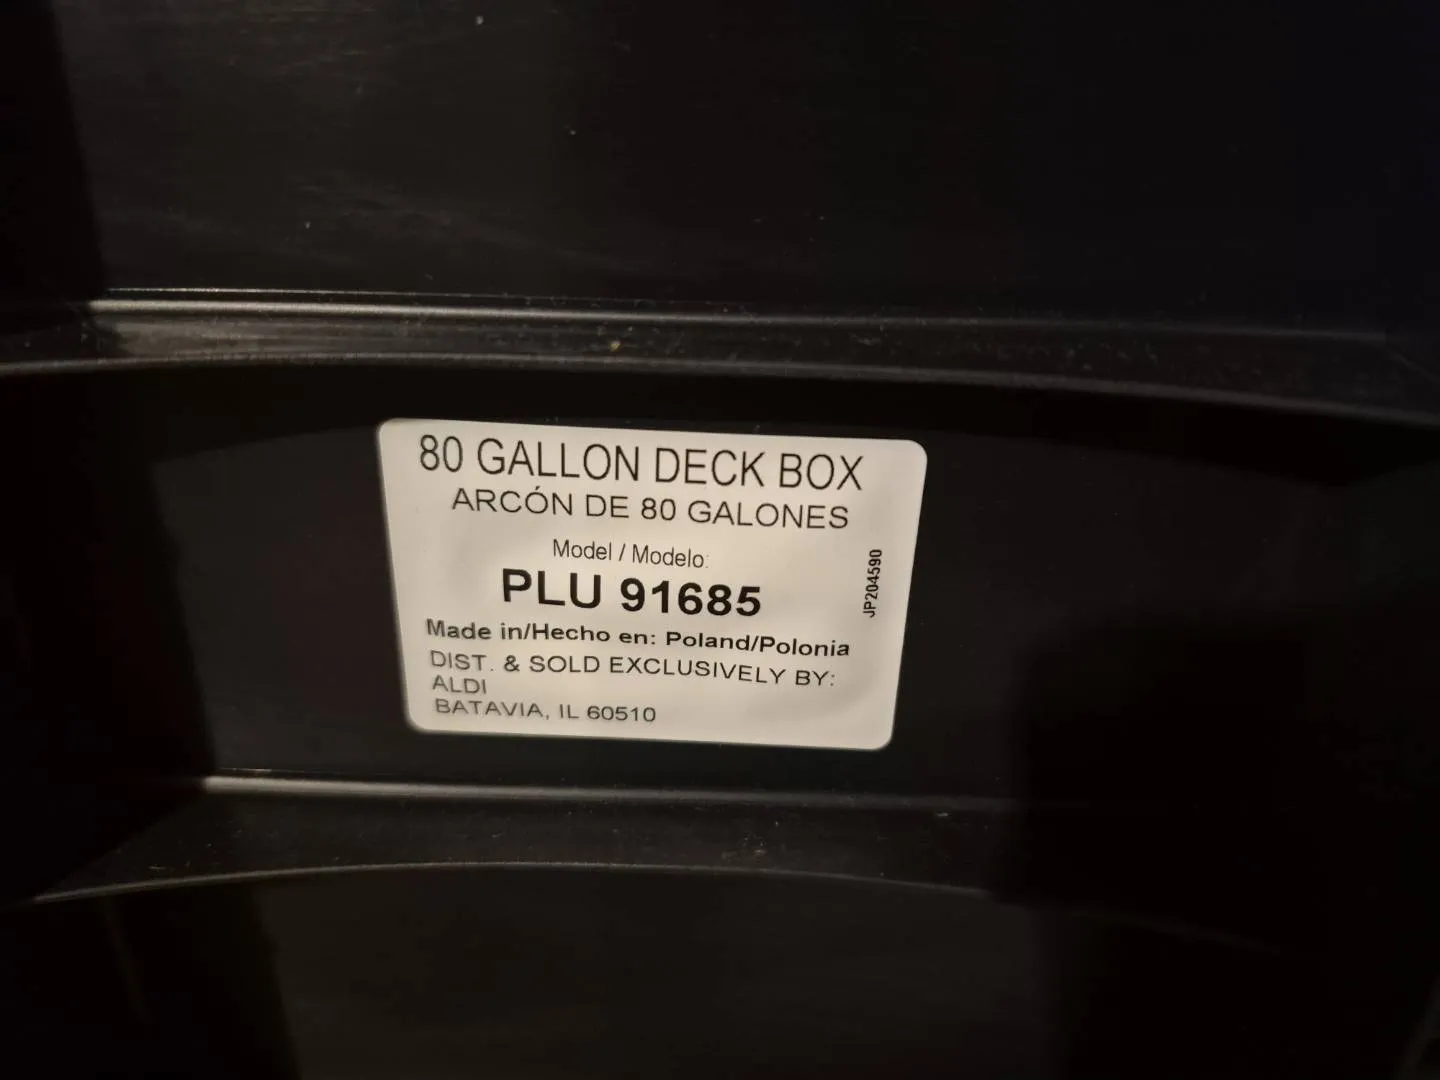 80 GALLON DECK BOX
ARCÓN DE 80 GALONES
Model / Modelo:
PLU 91685
Made in/Hecho en: Poland/Polonia
DIST. & SOLD EXCLUSIVELY BY:
ALDI
BATAVIA, IL 60510
JP204590